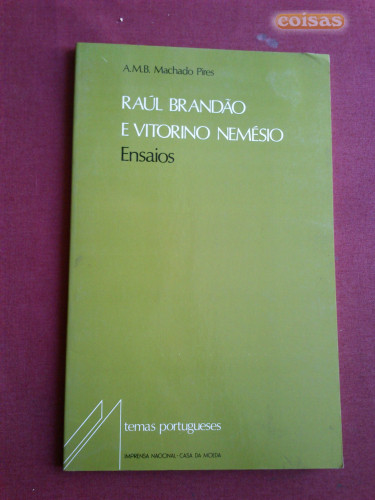 coisas
A.M.B. Machado Pires
RAÚL BRANDÃO
E VITORINO NEMÉSIO
Ensaios
temas portugueses
IMPRENSA NACIONAL-CASA DA MOEDA